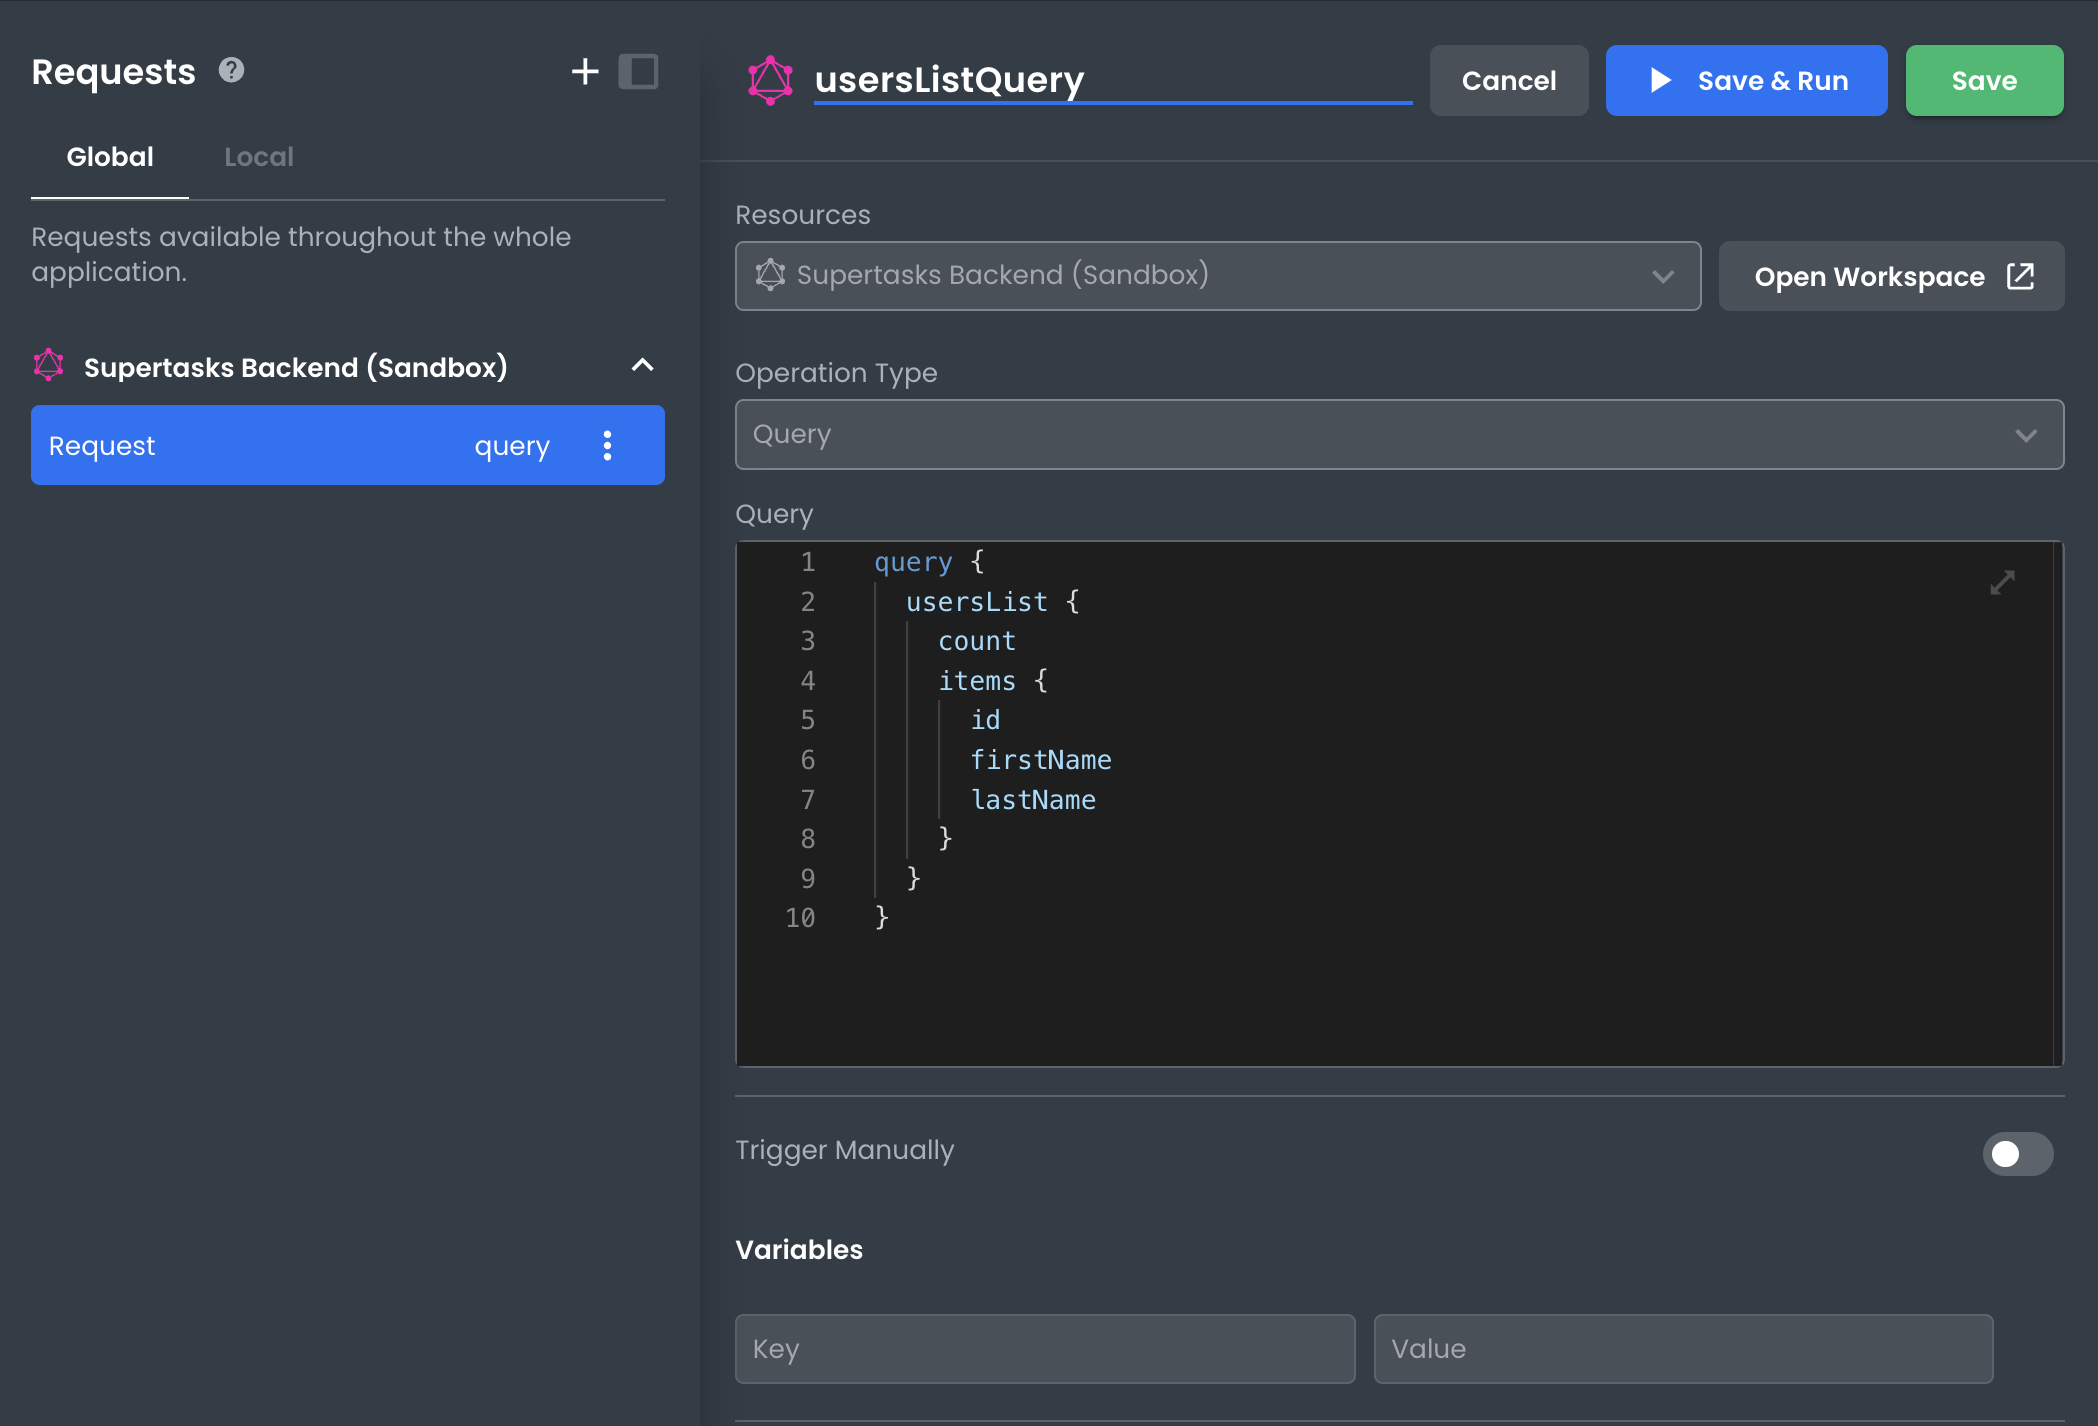 Requests ?
Global Local
Requests available throughout the whole
application.
Supertasks Backend (Sandbox)
Request query
usersListQuery
Cancel
Save & Run
Save
Resources
Supertasks Backend (Sandbox)
Open Workspace
Operation Type
Query
Query
1 query {
2 usersList {
3 count
4 items {
5 id
6 firstName
7 lastName
8 }
9 }
10 }
Trigger Manually
Variables
Key Value